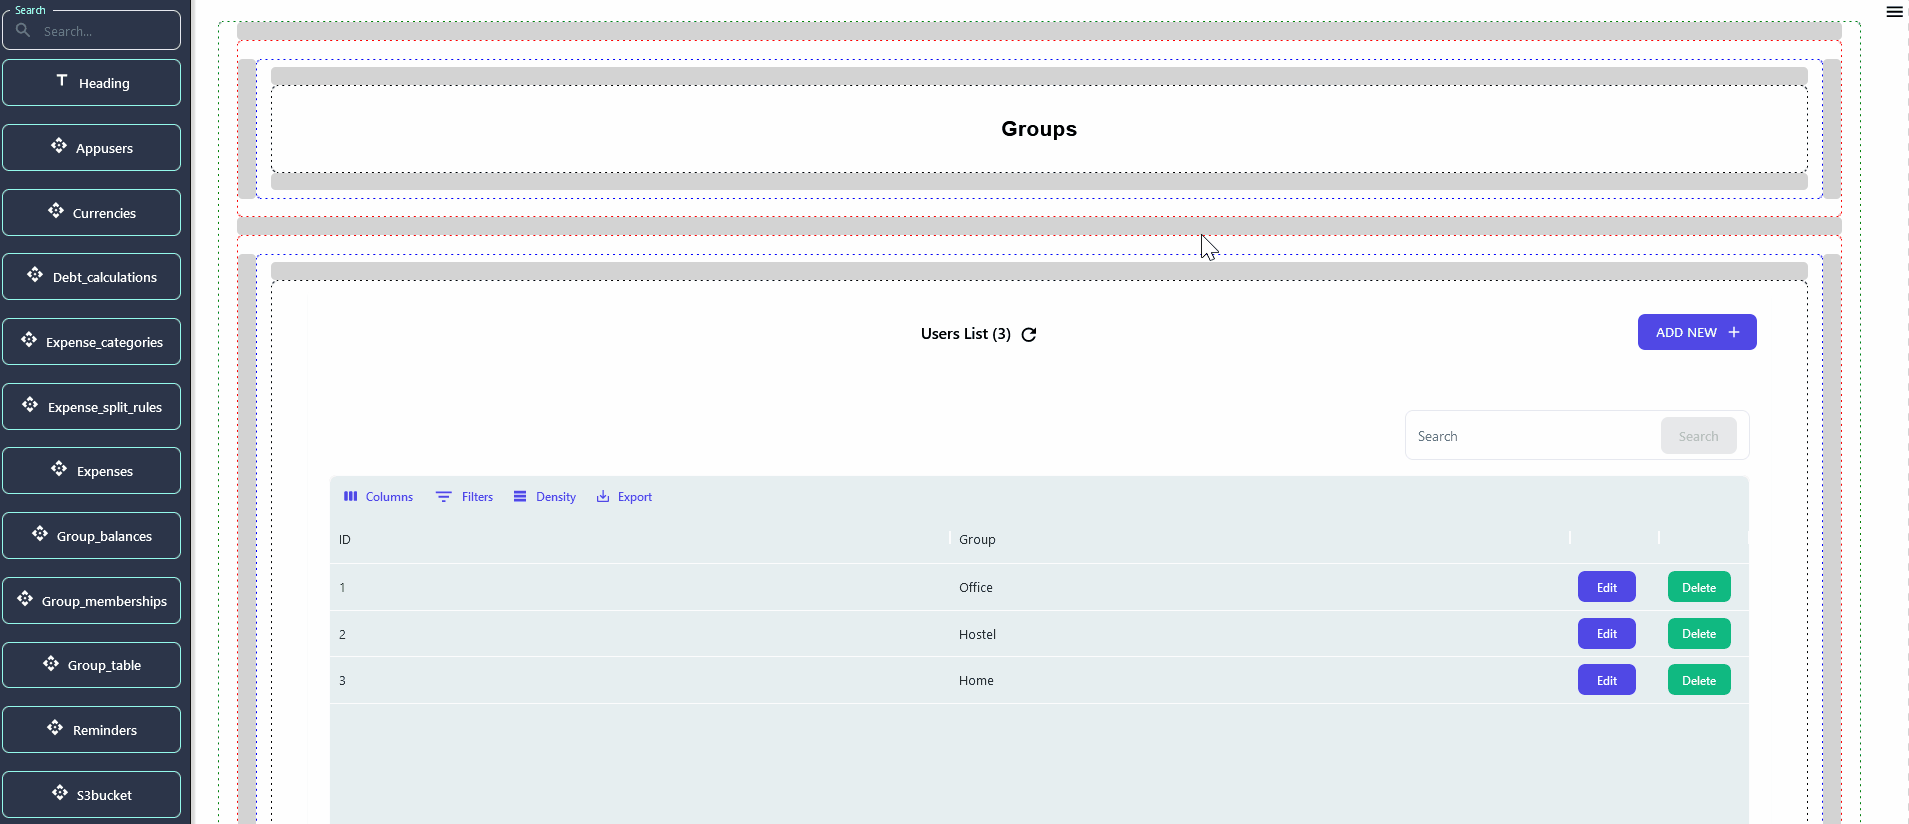 Search
Search...
Heading
Appusers
Currencies
Debt_calculations
Expense_categories
Expense_split_rules
Expenses
Group_balances
Group_memberships
Group_table
Reminders
S3bucket
Groups
Users List (3)
ADD NEW
Search Search
Columns Filters Density Export
ID Group
1 Office Edit Delete
2 Hostel Edit Delete
3 Home Edit Delete